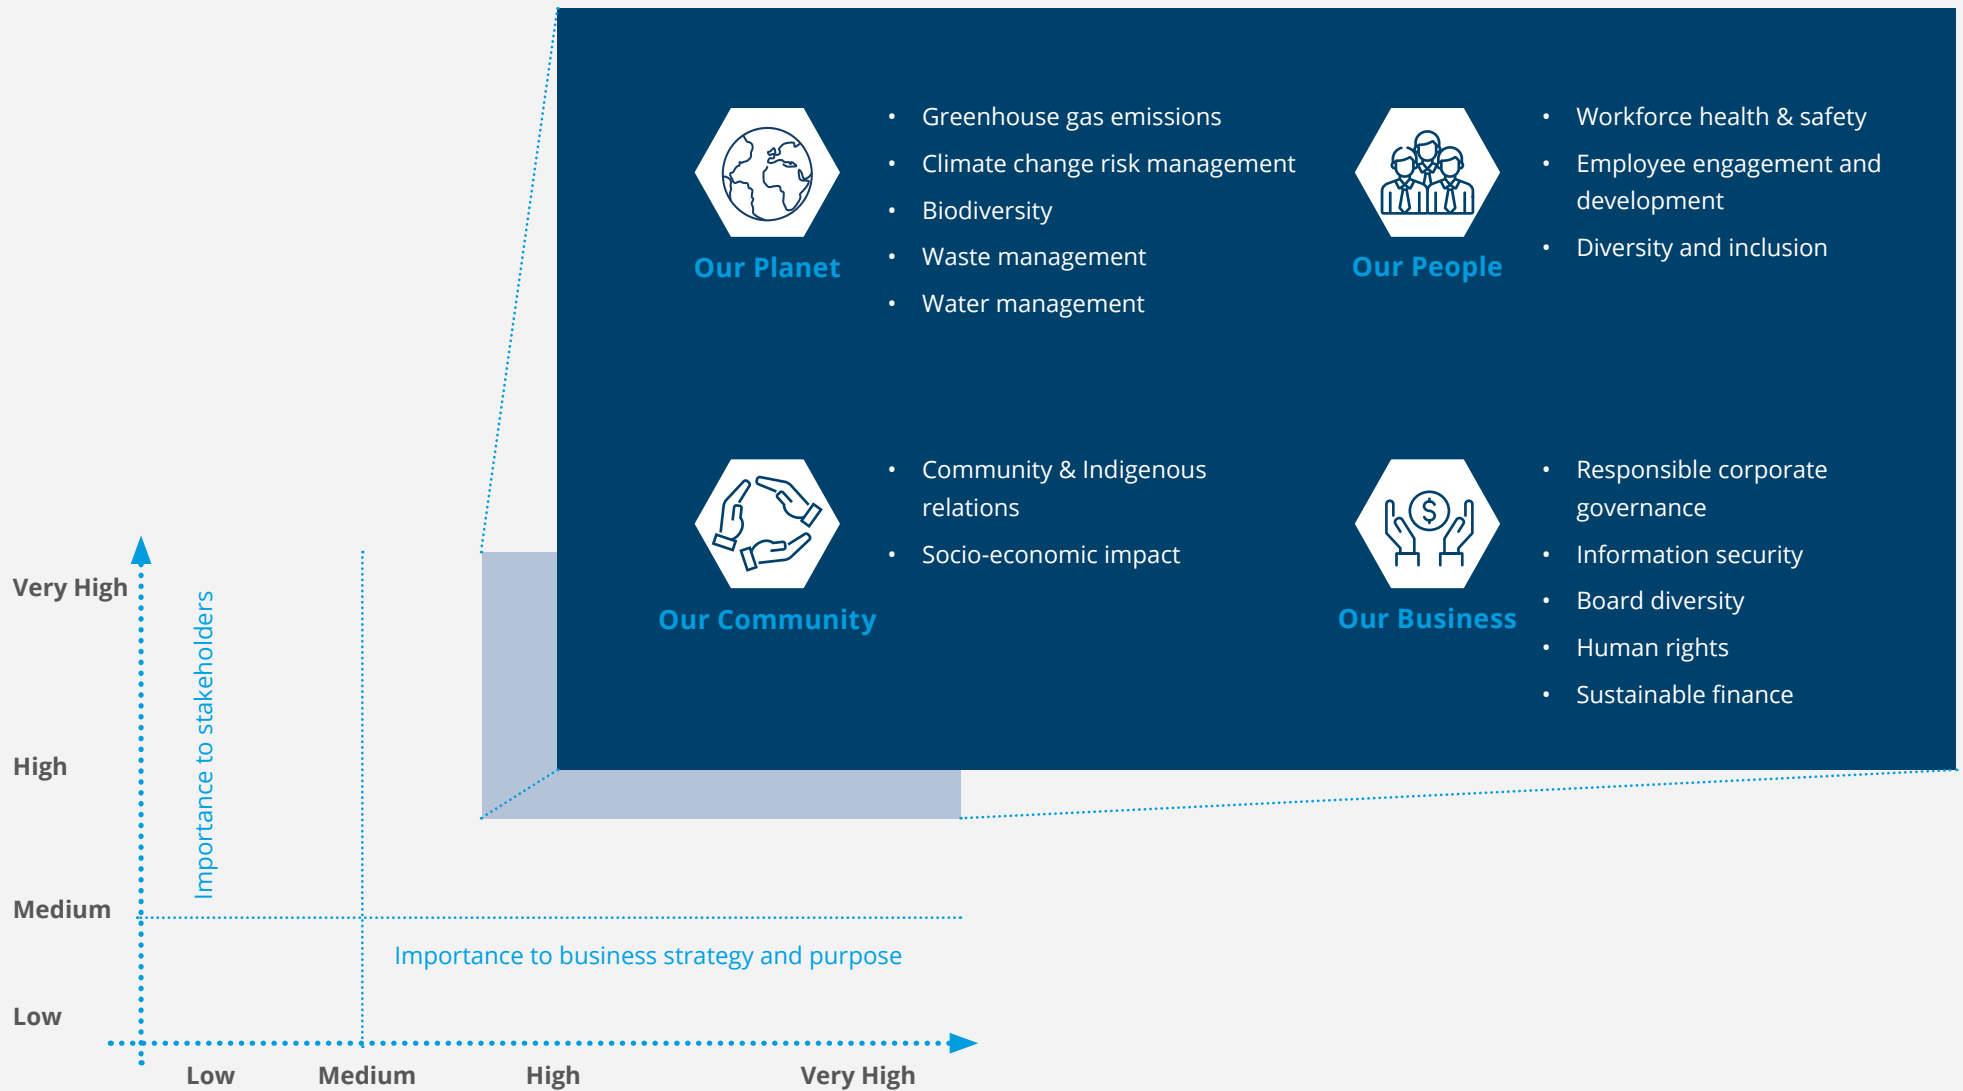 • Greenhouse gas emissions
• Climate change risk management
• Biodiversity
• Waste management
• Water management
Our Planet
• Workforce health & safety
• Employee engagement and
development
• Diversity and inclusion
Our People
• Community & Indigenous
relations
• Socio-economic impact
Our Community
$
• Responsible corporate
governance
• Information security
• Board diversity
• Human rights
• Sustainable finance
Our Business
Very High
High
Medium
Low
Importance to stakeholders
Importance to business strategy and purpose
Low
Medium
High
Very High